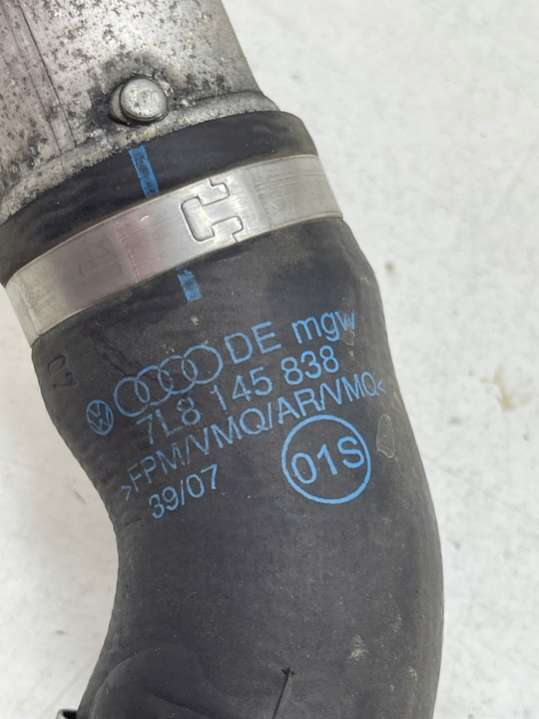 DE mgw
7L8 145 838
>FPM/VMQ/AR/VMQ<
39/07
01S